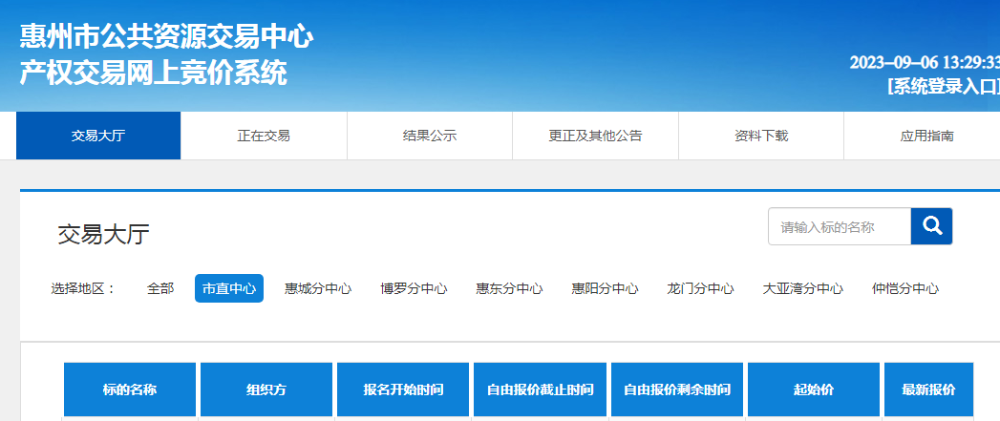 惠州市公共资源交易中心
产权交易网上竞价系统
2023-09-06 13:29:33
[系统登录入口]
交易大厅 正在交易 结果公示 更正及其他公告 资料下载 应用指南
交易大厅
请输入标的名称
选择地区： 全部 市直中心 惠城分中心 博罗分中心 惠东分中心 惠阳分中心 龙门分中心 大亚湾分中心 仲恺分中心
标的名称 组织方 报名开始时间 自由报价截止时间 自由报价剩余时间 起始价 最新报价